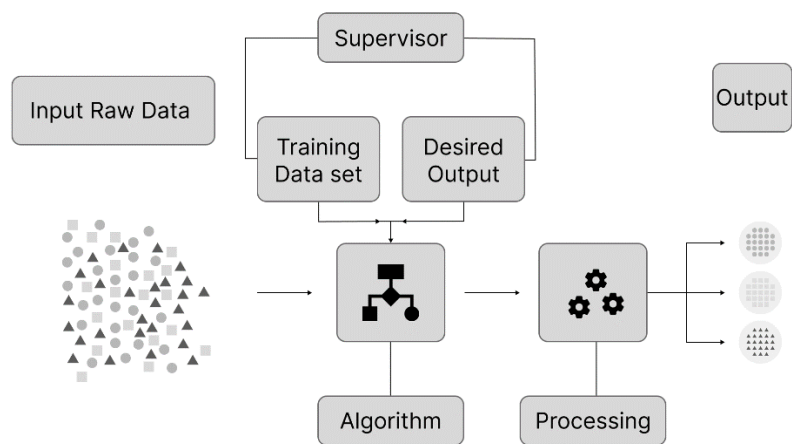 Supervisor
Input Raw Data
Output
Training
Data set
Desired
Output
Algorithm
Processing